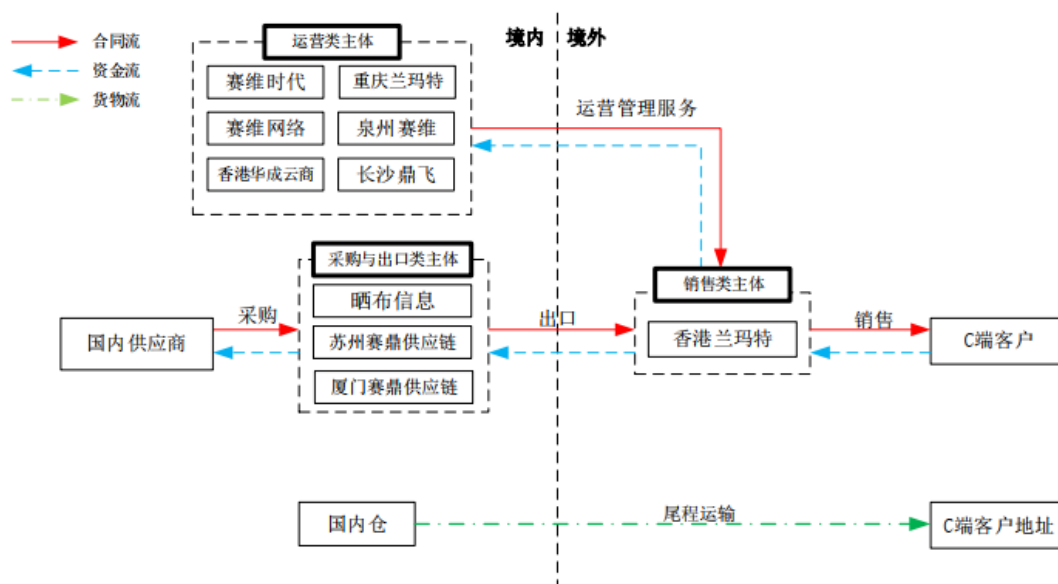 合同流
资金流
货物流
运营类主体
境内
境外
赛维时代
重庆兰玛特
赛维网络
泉州赛维
香港华成云商
长沙鼎飞
运营管理服务
采购与出口类主体
晒布信息
苏州赛鼎供应链
厦门赛鼎供应链
销售类主体
香港兰玛特
国内供应商
采购
出口
销售
C端客户
国内仓
尾程运输
C端客户地址